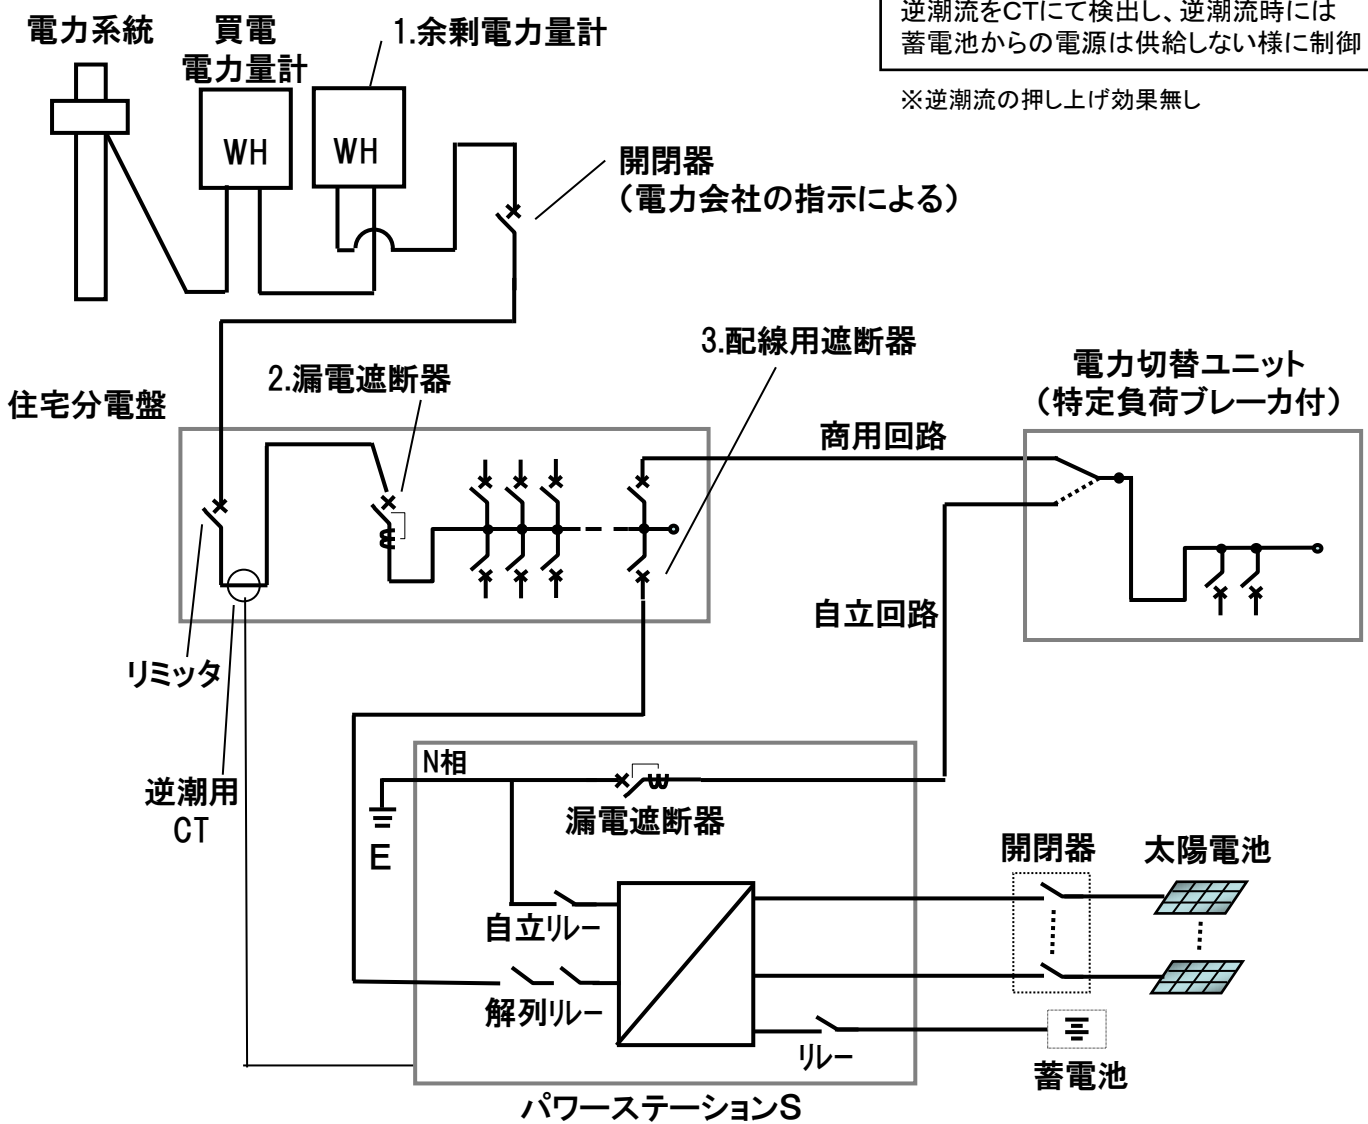 電力系統
買電
電力量計
1.余剰電力量計
逆潮流をCTにて検出し、逆潮流時には
蓄電池からの電源は供給しない様に制御
※逆潮流の押し上げ効果無し
WH
WH
開閉器
（電力会社の指示による）
3.配線用遮断器
2.漏電遮断器
住宅分電盤
電力切替ユニット
（特定負荷ブレーカ付）
商用回路
自立回路
リミッタ
逆潮用
CT
N相
E
漏電遮断器
自立リレー
解列リレー
リレー
開閉器
太陽電池
蓄電池
パワーステーションS